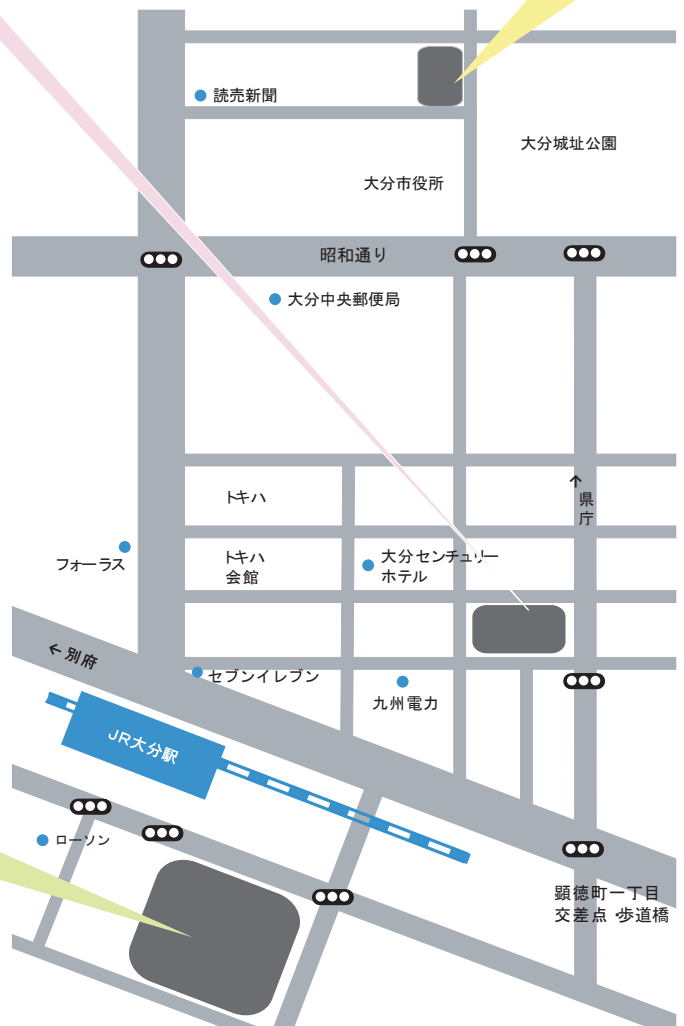 読売新聞
大分城址公園
大分市役所
昭和通り
大分中央郵便局
トキハ
↑
県
庁
フォーラス
トキハ
会館
大分センチュリー
ホテル
←別府
セブンイレブン
九州電力
JR大分駅
ローソン
顕徳町一丁目
交差点・歩道橋